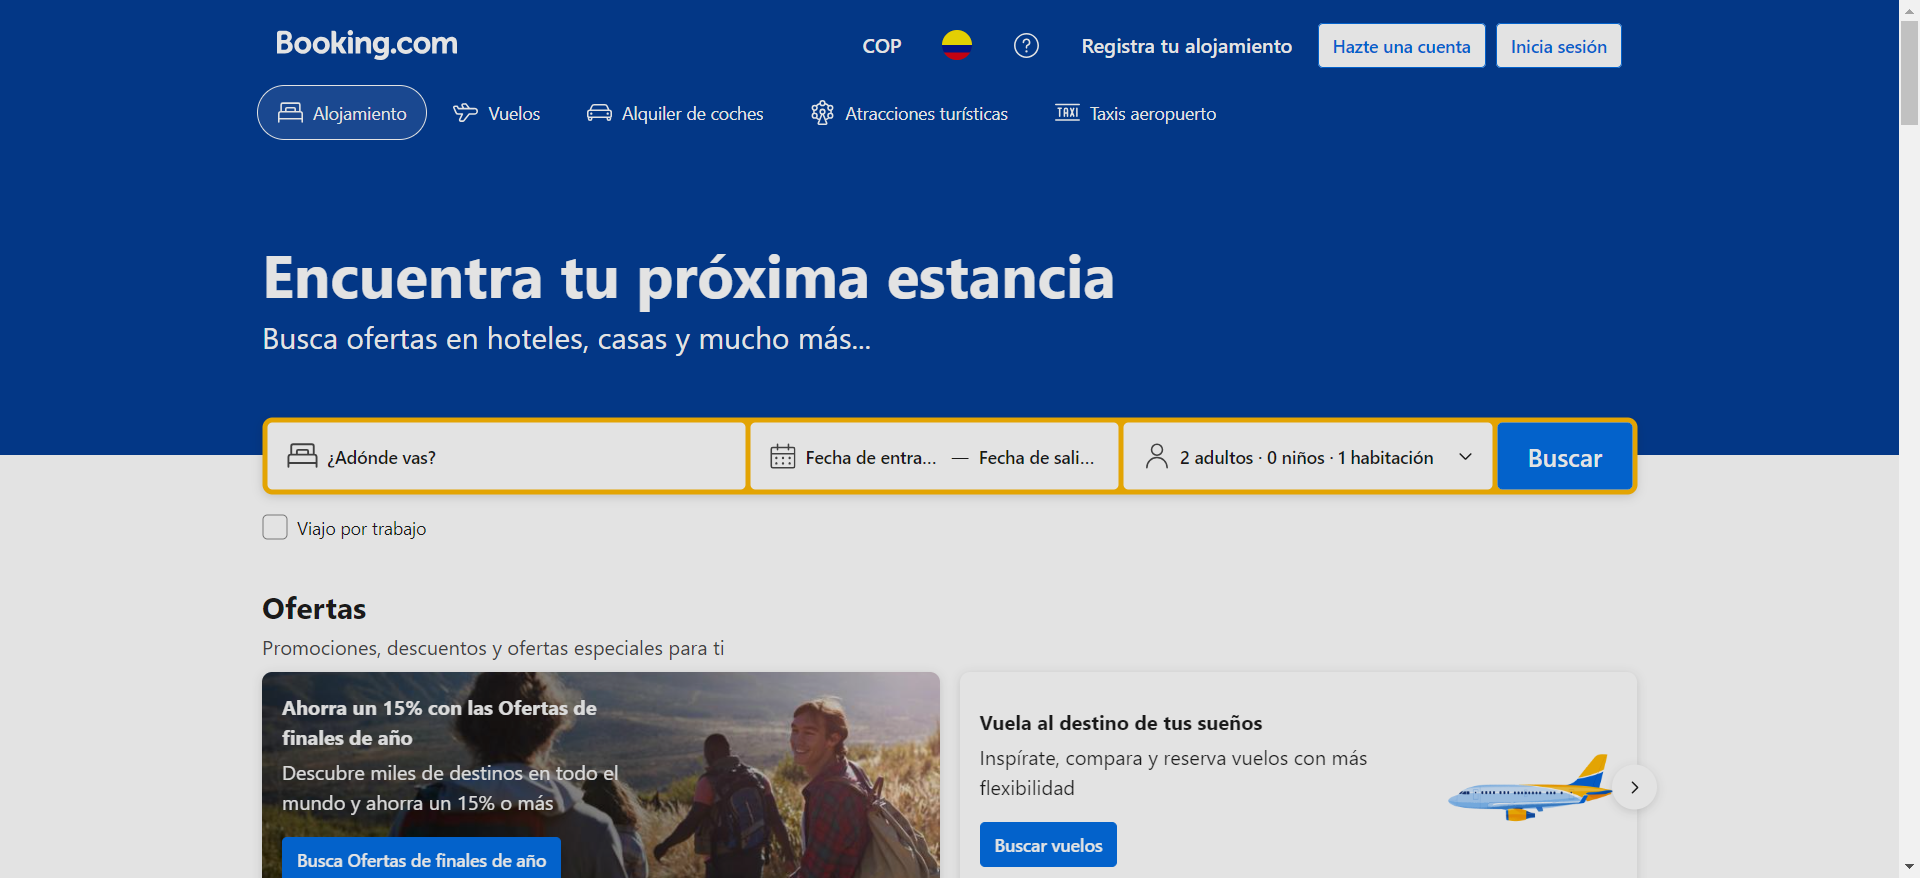 Booking.com
COP
Registra tu alojamiento
Hazte una cuenta
Inicia sesión
Alojamiento
Vuelos
Alquiler de coches
Atracciones turísticas
TAXI
Taxis aeropuerto
Encuentra tu próxima estancia
Busca ofertas en hoteles, casas y mucho más...
¿Adónde vas?
Fecha de entra... — Fecha de sali...
2 adultos · 0 niños · 1 habitación
Buscar
Viajo por trabajo
Ofertas
Promociones, descuentos y ofertas especiales para ti
Ahorra un 15% con las Ofertas de
finales de año
Descubre miles de destinos en todo el
mundo y ahorra un 15% o más
Busca Ofertas de finales de año
Vuela al destino de tus sueños
Inspírate, compara y reserva vuelos con más
flexibilidad
Buscar vuelos